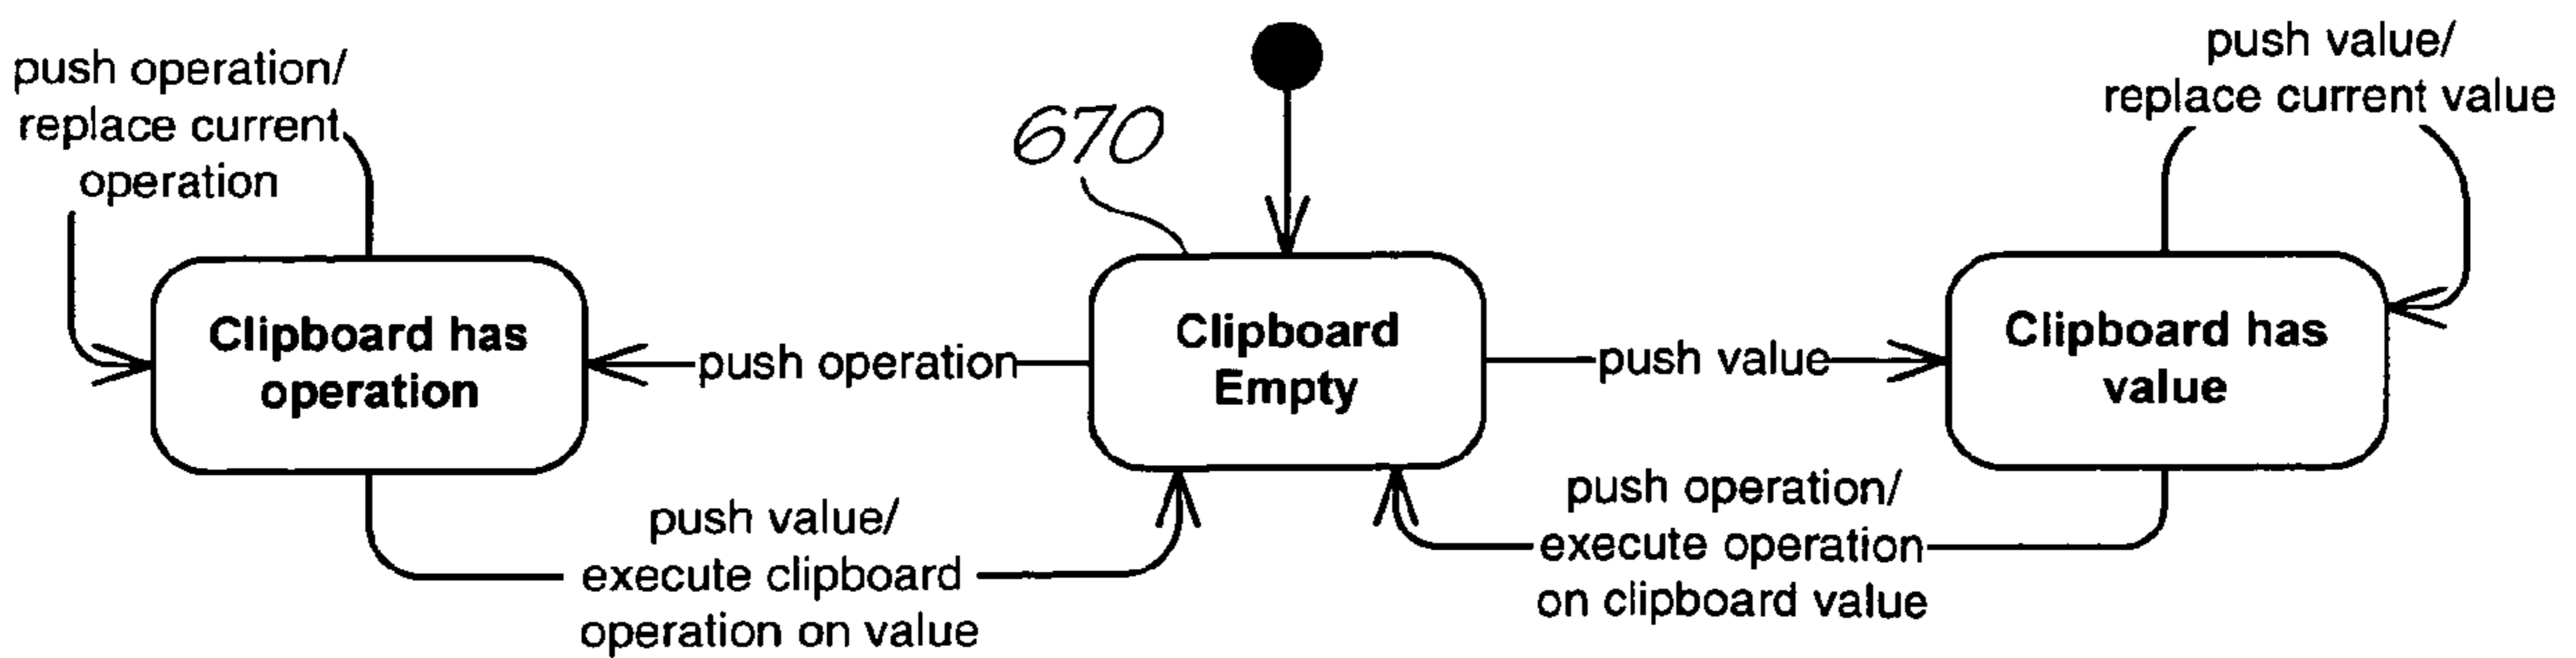 push operation/
replace current
operation
670
push value/
replace current value
Clipboard has
operation
push operation
Clipboard
Empty
push value
Clipboard has
value
push value/
execute clipboard
operation on value
push operation/
execute operation
on clipboard value